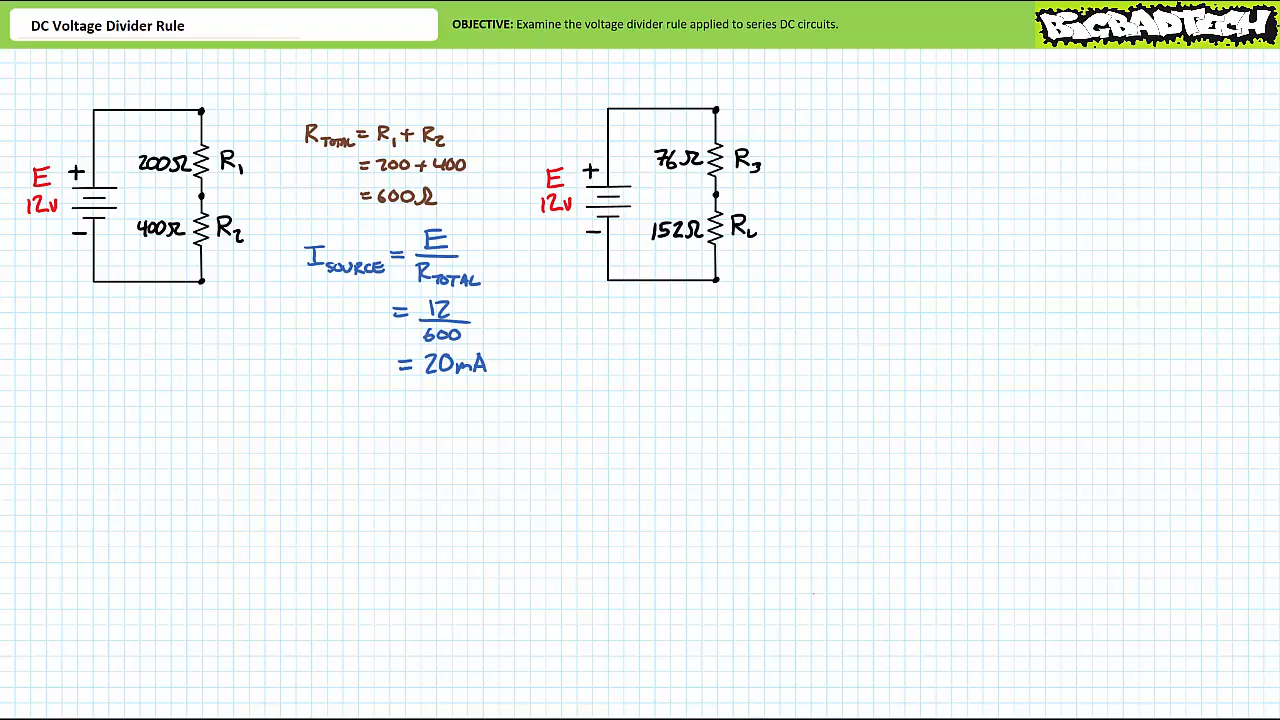 DC Voltage Divider Rule
OBJECTIVE: Examine the voltage divider rule applied to series DC circuits.
BIGBADTECH
E
12v
+
-
200Ω R1
400Ω R2
RTOTAL = R1 + R2
= 200 + 400
= 600Ω
ISOURCE = E
RTOTAL
= 12
600
= 20mA
E
12v
+
-
76Ω R3
152Ω RL